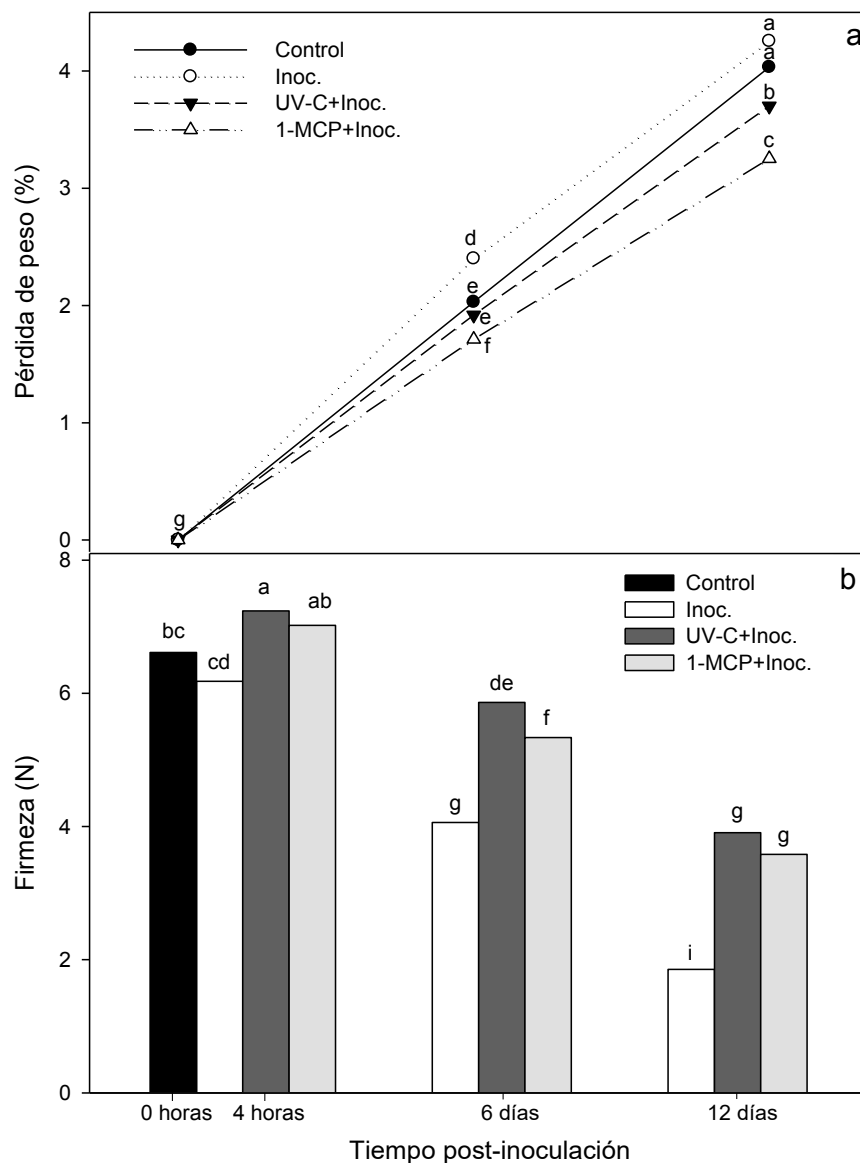 a
Control
Inoc.
UV-C+Inoc.
1-MCP+Inoc.
Pérdida de peso (%)
4
3
2
1
0
a
a
b
c
d
e
e
f
g
b
Control
Inoc.
UV-C+Inoc.
1-MCP+Inoc.
Firmeza (N)
8
6
4
2
0
bc
cd
a
ab
g
de
f
i
g
g
0 horas 4 horas 6 días 12 días
Tiempo post-inoculación